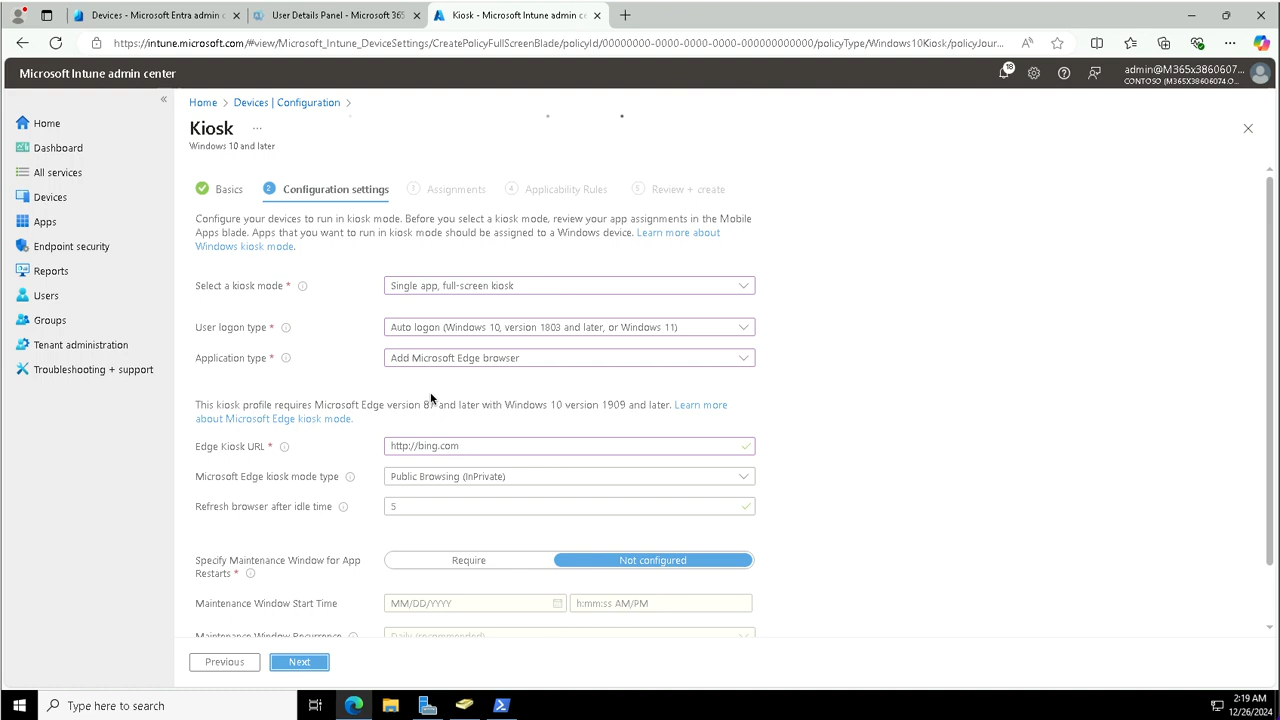 Devices - Microsoft Entra admin c
User Details Panel - Microsoft 365
Kiosk - Microsoft Intune admin ce
https://intune.microsoft.com/#view/Microsoft_Intune_DeviceSettings/CreatePolicyFullScreenBlade/policyId/00000000-0000-0000-0000-000000000000/policyType/Windows10Kiosk/policyJour...
Microsoft Intune admin center
18
admin@M365x3860607...
CONTOSO (M365X38606074.O...
Home > Devices | Configuration >
Kiosk ...
Windows 10 and later
Home
Dashboard
All services
Devices
Apps
Endpoint security
Reports
Users
Groups
Tenant administration
Troubleshooting + support
Basics
2 Configuration settings
3 Assignments
4 Applicability Rules
5 Review + create
Configure your devices to run in kiosk mode. Before you select a kiosk mode, review your app assignments in the Mobile
Apps blade. Apps that you want to run in kiosk mode should be assigned to a Windows device. Learn more about
Windows kiosk mode.
Select a kiosk mode * Single app, full-screen kiosk
User logon type * Auto logon (Windows 10, version 1803 and later, or Windows 11)
Application type * Add Microsoft Edge browser
This kiosk profile requires Microsoft Edge version and later with Windows 10 version 1909 and later. Learn more
about Microsoft Edge kiosk mode.
Edge Kiosk URL * http://bing.com
Microsoft Edge kiosk mode type Public Browsing (InPrivate)
Refresh browser after idle time 5
Specify Maintenance Window for App
Restarts *
Require Not configured
Maintenance Window Start Time MM/DD/YYYY h:mm:ss AM/PM
Maintenance Window Recurrence Daily (recommended)
Previous Next
Type here to search
2:19 AM
12/26/2024